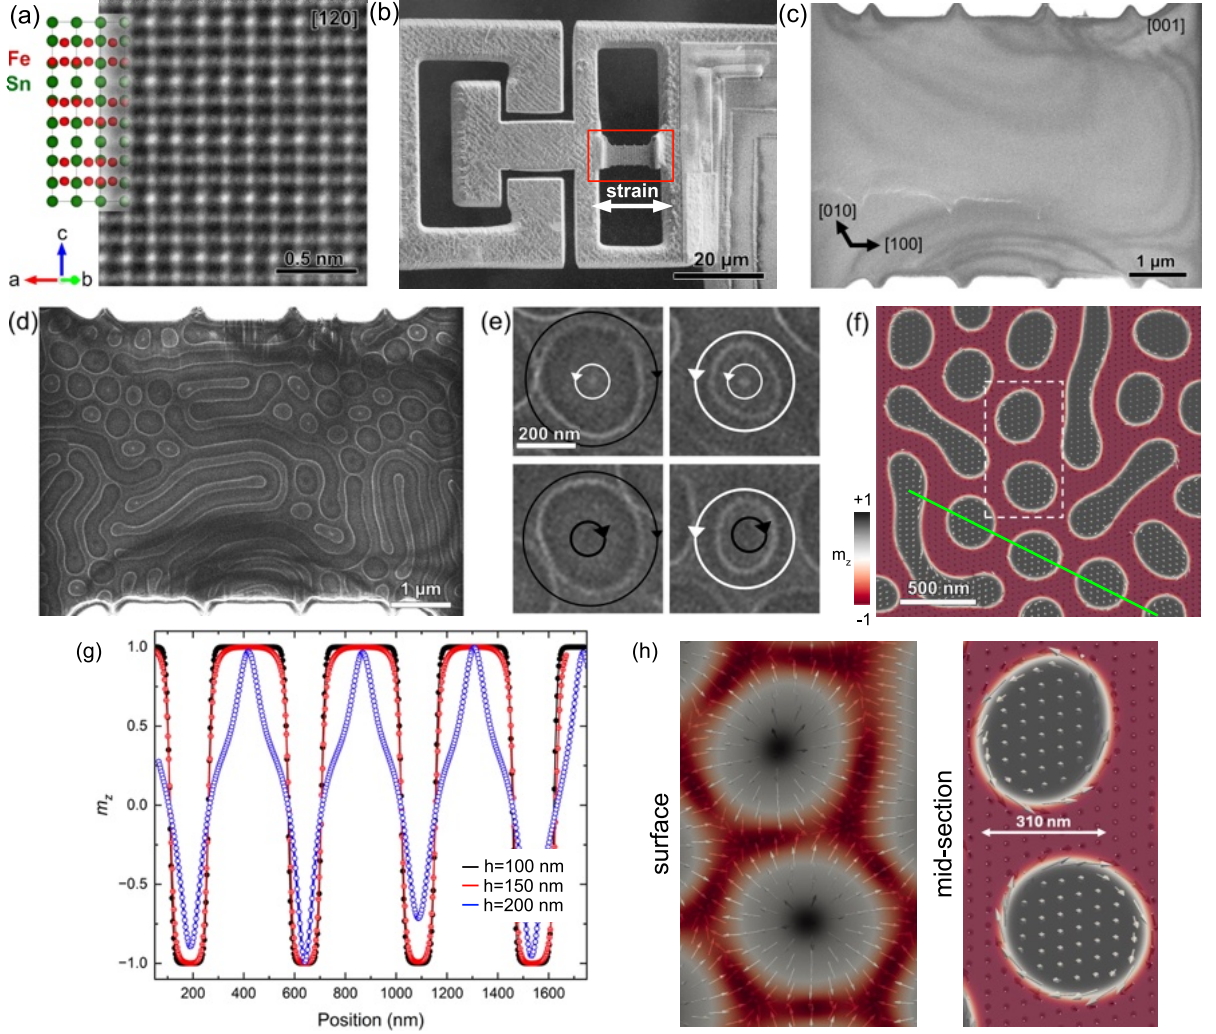 (a)
[120]
Fe
Sn
c
a
b
0.5 nm
(b)
strain
20 µm
(c)
[001]
[010]
[100]
1 µm
(d)
1 µm
(e)
200 nm
(f)
+1
m_z
-1
500 nm
(g)
m_z
1.0
0.5
0.0
−0.5
−1.0
h=100 nm
h=150 nm
h=200 nm
200 400 600 800 1000 1200 1400 1600
Position (nm)
(h)
surface
mid-section
310 nm